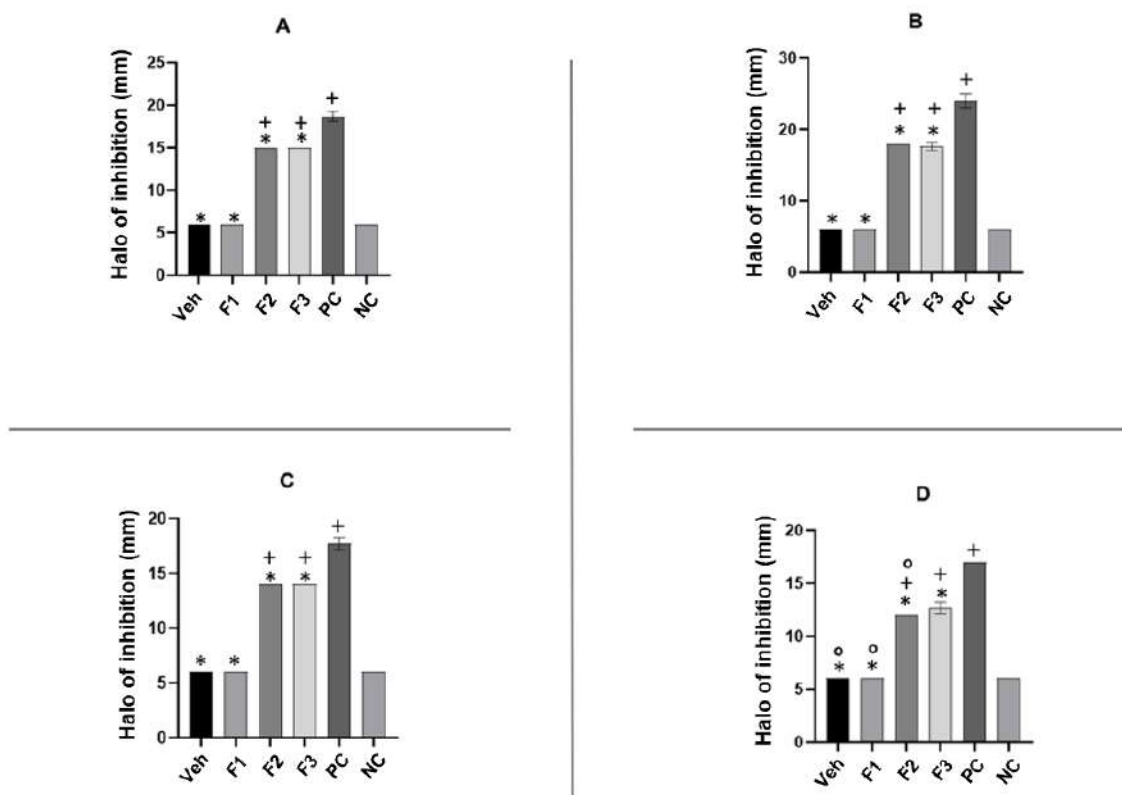 A
Halo of inhibition (mm)
25
20
15
10
5
0
+
* *
+ *
+ *
+
Veh F1 F2 F3 PC NC
B
Halo of inhibition (mm)
30
20
10
0
* *
+ *
+ *
+
Veh F1 F2 F3 PC NC
C
Halo of inhibition (mm)
20
15
10
5
0
* *
+ *
+ *
+
Veh F1 F2 F3 PC NC
D
Halo of inhibition (mm)
20
15
10
5
0
o *
o *
o + *
+ *
+
Veh F1 F2 F3 PC NC